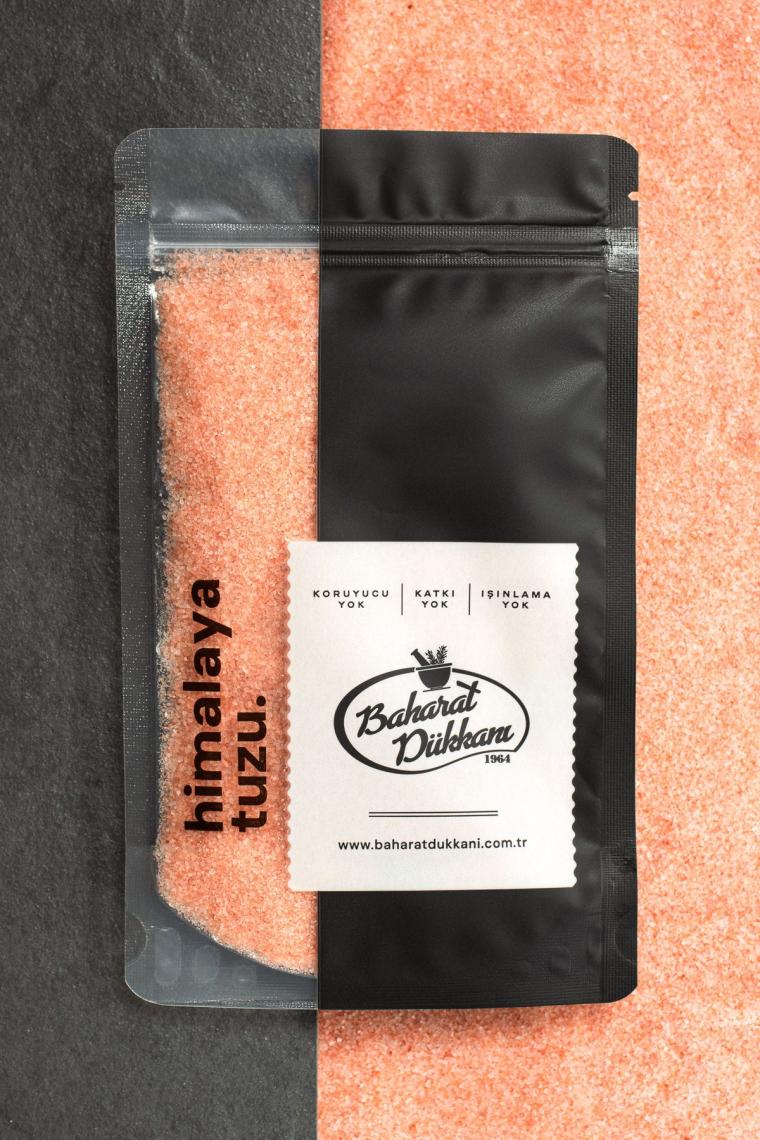 KORUYUCU
YOK
KATKI
YOK
IŞINLAMA
YOK
Baharat
Dükkanı
1964
www.baharatdukkani.com.tr
himalaya
tuzu.